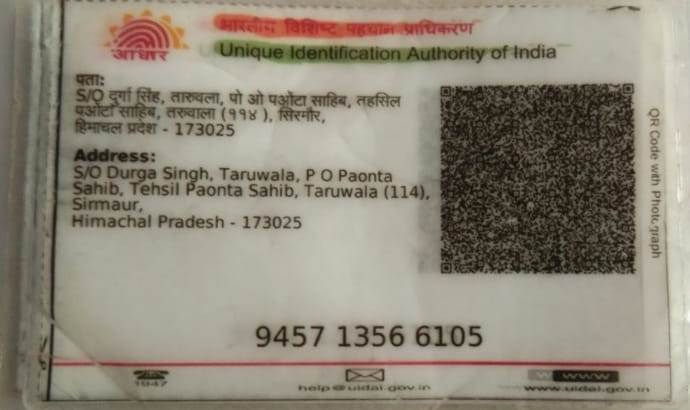 भारतीय विशिष्ट पहचान प्राधिकरण
आधार
Unique Identification Authority of India
पता:
S/O दुर्गा सिंह, तारुवला, पो ओ पओंटा साहिब, तहसिल
पओंटा साहिब, तरुवाला (११४ ), सिरमौर,
हिमाचल प्रदेश - 173025
Address:
S/O Durga Singh, Taruwala, P O Paonta
Sahib, Tehsil Paonta Sahib, Taruwala (114),
Sirmaur,
Himachal Pradesh - 173025
QR Code with Photograph
9457 1356 6105
1947
help@uidai.gov.in
www
www.uidai.gov.in